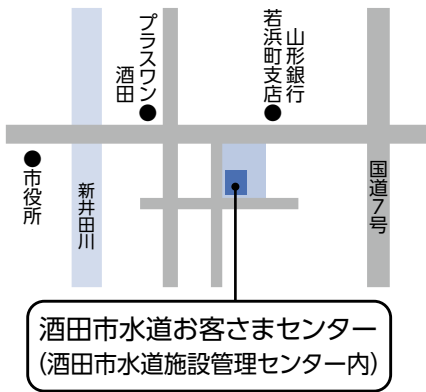 プラスワン
酒田
山形銀行
若浜町支店
市役所
新井田川
国道7号
酒田市水道お客さまセンター
(酒田市水道施設管理センター内)